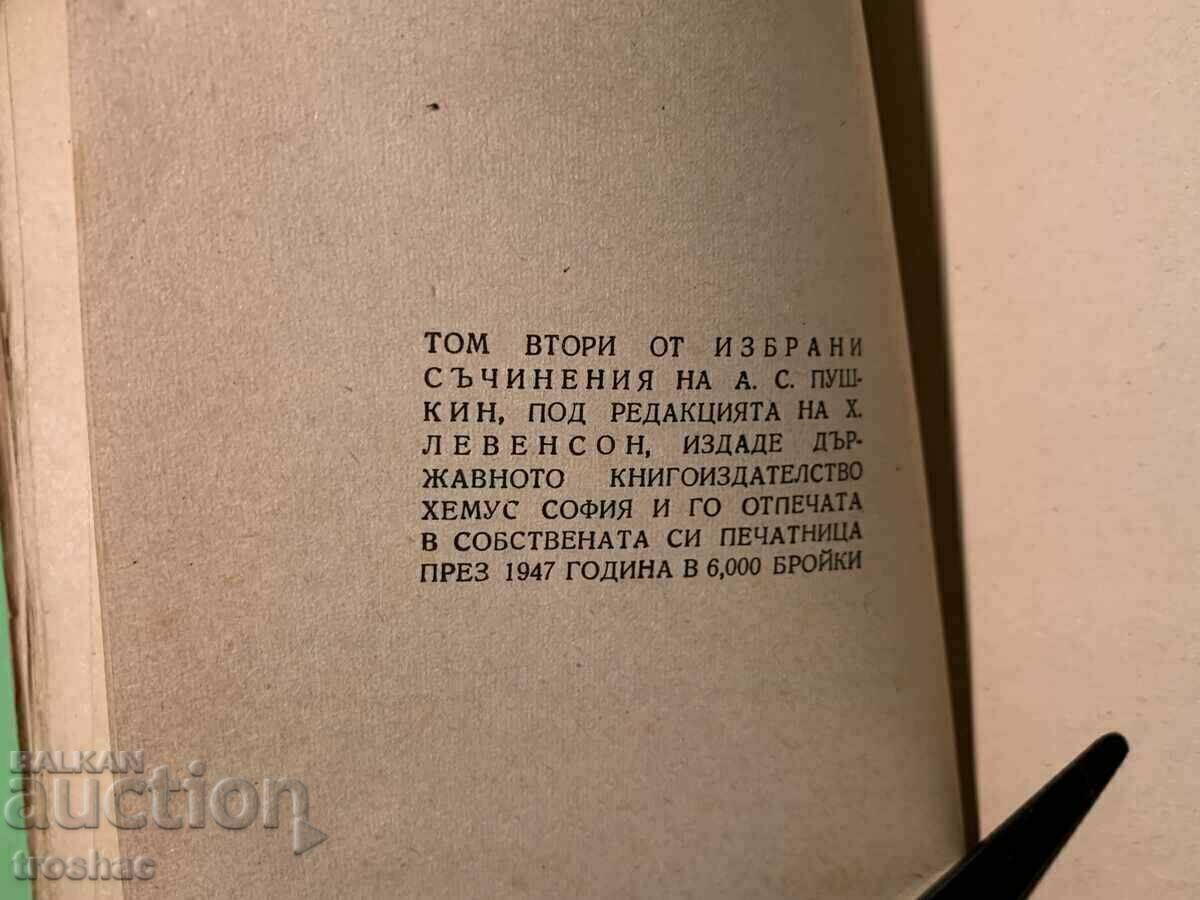 ТОМ ВТОРИ ОТ ИЗБРАНИ
СЪЧИНЕНИЯ НА А. С. ПУШ-
КИН, ПОД РЕДАКЦИЯТА НА Х.
ЛЕВЕНСОН, ИЗДАДЕ ДЪР-
ЖАВНОТО КНИГОИЗДАТЕЛСТВО
ХЕМУС СОФИЯ И ГО ОТПЕЧАТА
В СОБСТВЕНАТА СИ ПЕЧАТНИЦА
ПРЕЗ 1947 ГОДИНА В 6,000 БРОЙКИ
BALKAN
auction
troshac